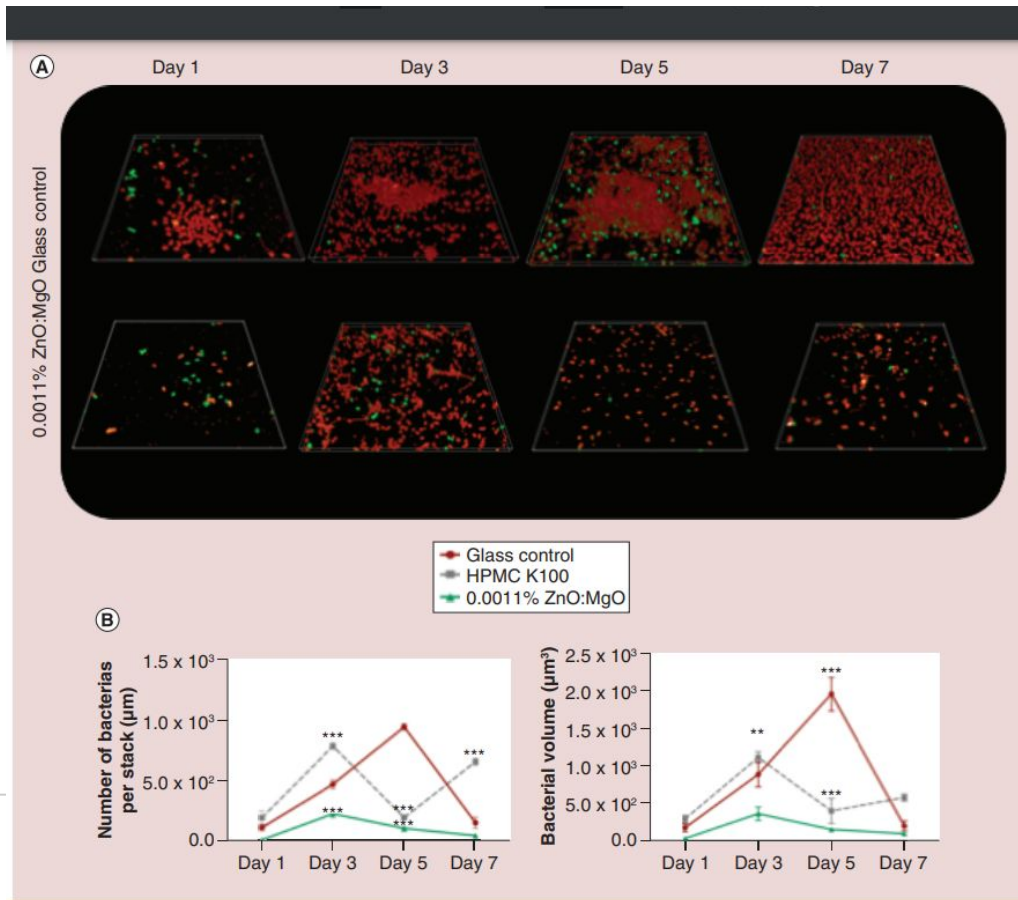 A
Day 1 Day 3 Day 5 Day 7
0.0011% ZnO:MgO Glass control
Glass control
HPMC K100
0.0011% ZnO:MgO
B
Number of bacterias
per stack (μm)
1.5 x 10³
1.0 x 10³
5.0 x 10²
0.0
***
***
***
***
***
Day 1 Day 3 Day 5 Day 7
Bacterial volume (μm³)
2.5 x 10³
2.0 x 10³
1.5 x 10³
1.0 x 10³
5.0 x 10²
0.0
**
***
***
Day 1 Day 3 Day 5 Day 7